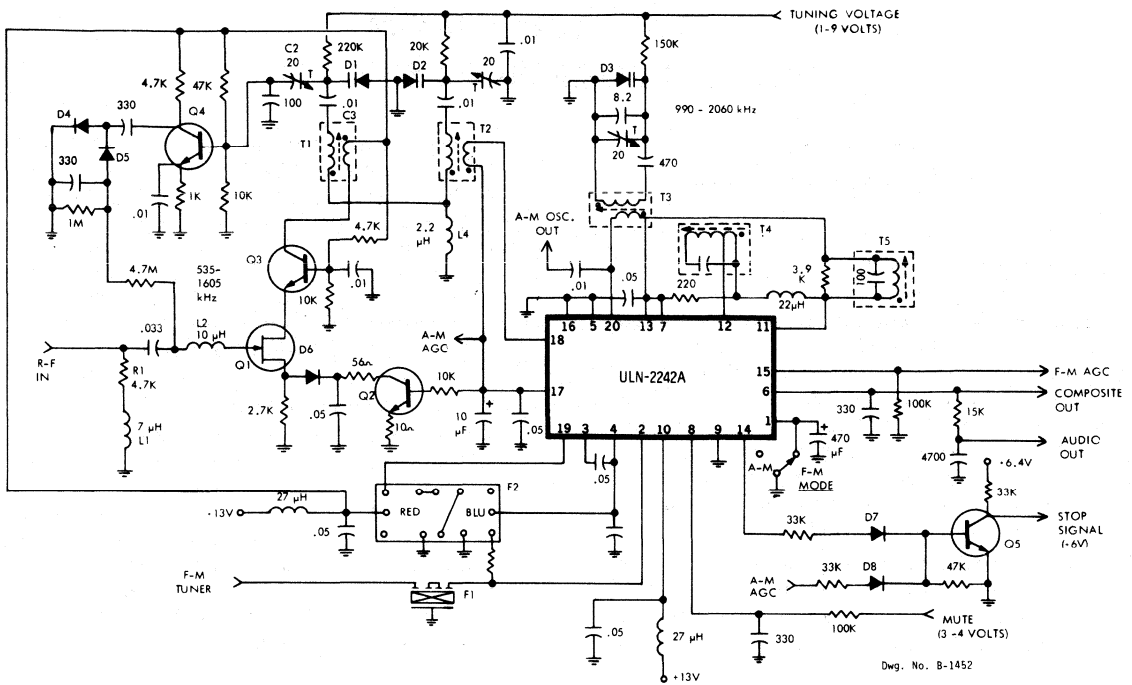 TUNING VOLTAGE
(1-9 VOLTS)
220K
20K
.01
150K
C2
20
T
D1
D2
T
20
D3
4.7K
47K
100
.01
C3
.01
8.2
990 - 2060 kHz
T
20
D4
330
Q4
T1
T2
470
D5
330
1K
10K
T3
.01
1M
2.2
µH
L4
A-M OSC.
OUT
T4
T5
4.7K
.01
.05
220
3.9
K
100
22µH
4.7M
535-
1605
kHz
Q3
10K
.01
16
5
20
13
7
12
11
.033
L2
10 µH
A-M
AGC
18
R-F
IN
R1
4.7K
Q1
D6
ULN-2242A
15
F-M AGC
56Ω
10K
17
6
COMPOSITE
OUT
Q2
2.7K
.05
10Ω
10
µF
.05
330
100K
15K
1
7 µH
L1
19
3
4
2
10
8
9
14
470
µF
AUDIO
OUT
4700
A-M
F-M
MODE
+6.4V
.05
F2
33K
27 µH
+13V
RED
BLU
.05
33K
D7
STOP
SIGNAL
(-6V)
Q5
F-M
TUNER
F1
A-M
AGC
33K
D8
47K
.05
27 µH
330
100K
MUTE
(3 -4 VOLTS)
+13V
Dwg. No. B-1452